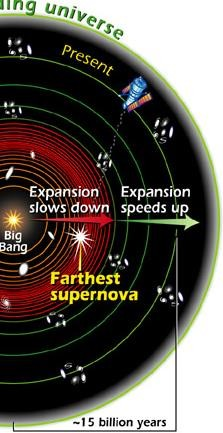 ding universe
Present
Expansion
slows down
Expansion
speeds up
Big
Bang
Farthest
supernova
~15 billion years